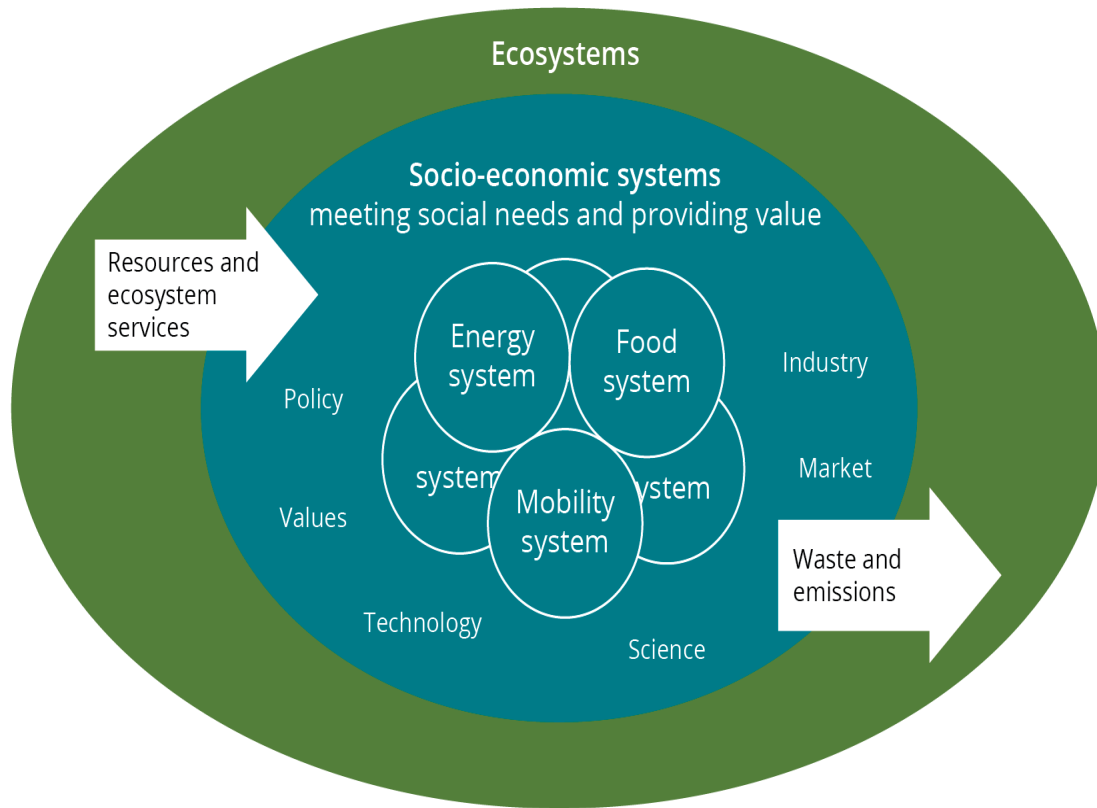 Ecosystems
Socio-economic systems
meeting social needs and providing value
Resources and
ecosystem
services
Energy
system
Food
system
Industry
Policy
Market
system
ystem
Mobility
system
Values
Waste and
emissions
Technology
Science